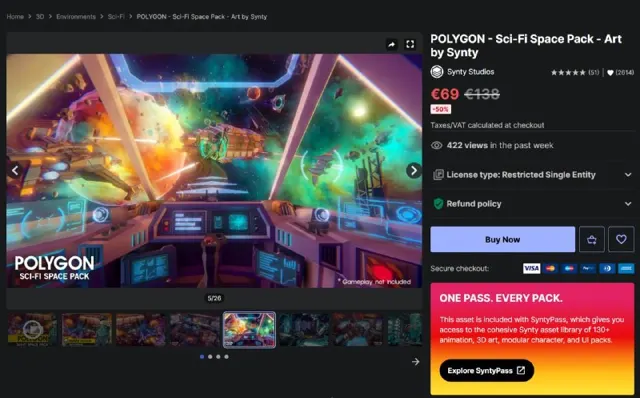 Home > 3D > Environments > Sci-Fi > POLYGON - Sci-Fi Space Pack - Art by Synty
POLYGON - Sci-Fi Space Pack - Art
by Synty
Synty Studios
★★★★★ (51) | ♥ (2614)
€69 €138
-50%
Taxes/VAT calculated at checkout
422 views in the past week
License type: Restricted Single Entity
Refund policy
Buy Now
Secure checkout:
VISA
POLYGON
SCI-FI SPACE PACK
* Gameplay not included
5/26
ONE PASS. EVERY PACK.
This asset is included with SyntyPass, which gives you
access to the cohesive Synty asset library of 130+
animation, 3D art, modular character, and UI packs.
Explore SyntyPass